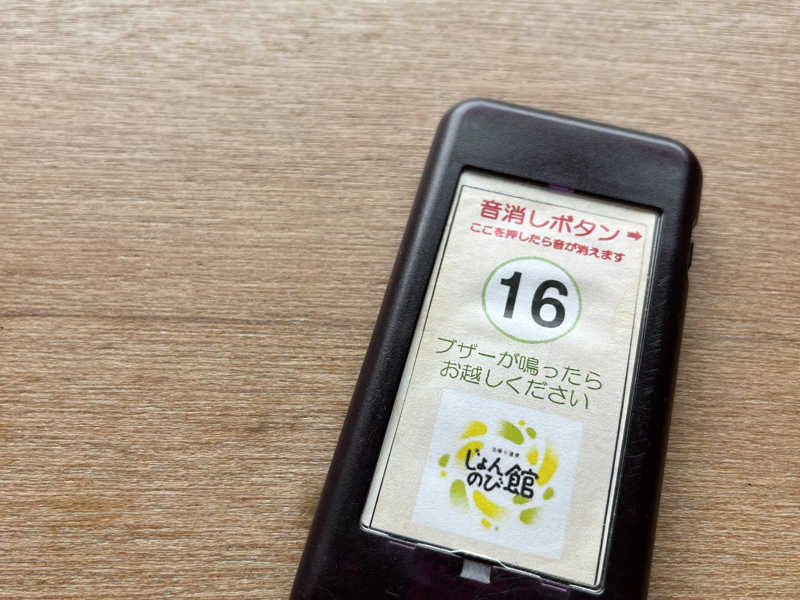 音消しボタン➡
ここを押したら音が消えます
16
ブザーが鳴ったら
お越しください
じょん
のび館